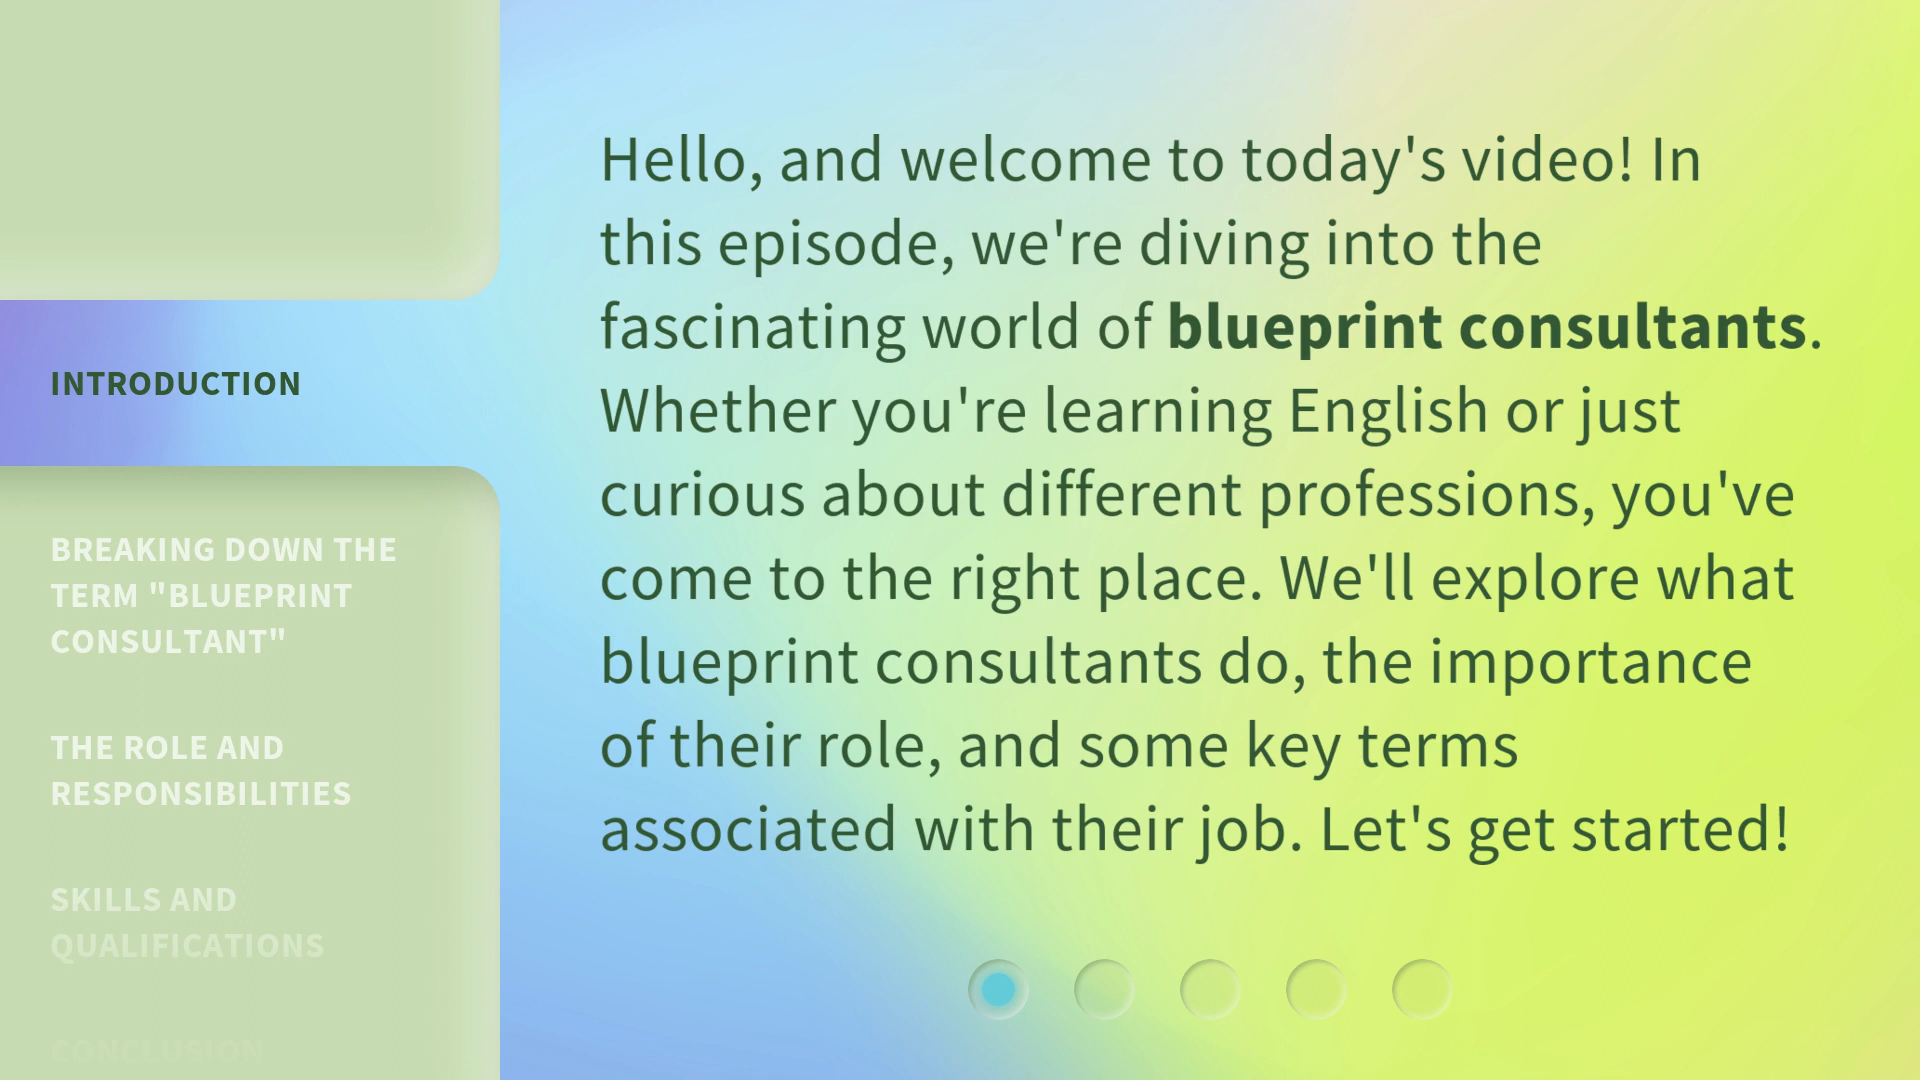 INTRODUCTION
BREAKING DOWN THE
TERM "BLUEPRINT
CONSULTANT"
THE ROLE AND
RESPONSIBILITIES
SKILLS AND
QUALIFICATIONS
CONCLUSION
Hello, and welcome to today's video! In
this episode, we're diving into the
fascinating world of blueprint consultants.
Whether you're learning English or just
curious about different professions, you've
come to the right place. We'll explore what
blueprint consultants do, the importance
of their role, and some key terms
associated with their job. Let's get started!